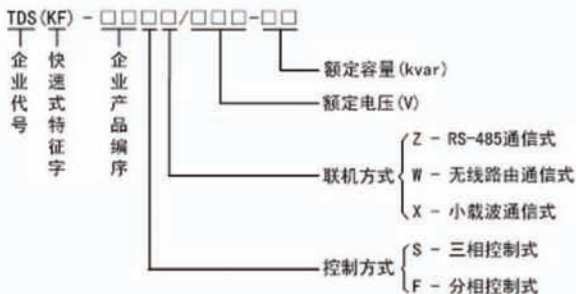 TDS(KF)-□□□□/□□□-□□
企业代号
快速式特征字
企业产品编序
额定容量(kvar)
额定电压(V)
联机方式
Z - RS-485通信式
W - 无线路由通信式
X - 小载波通信式
控制方式
S - 三相控制式
F - 分相控制式